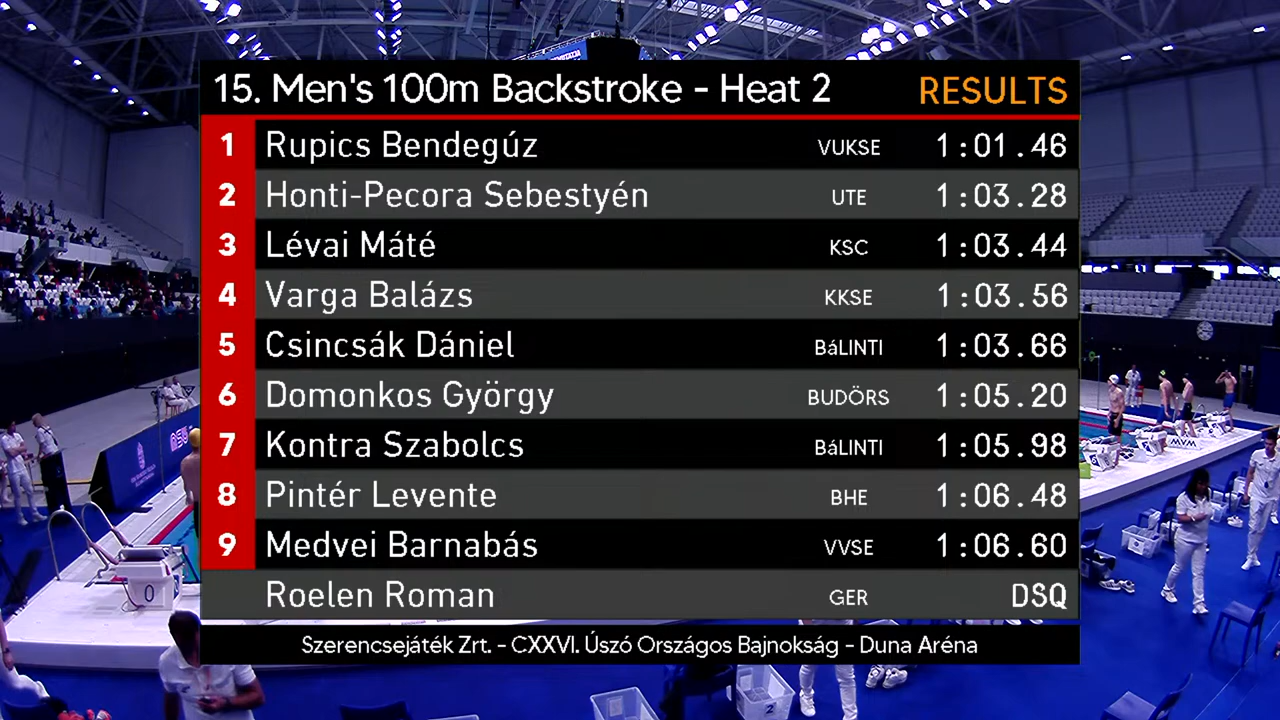 15. Men's 100m Backstroke - Heat 2 RESULTS
1 Rupics Bendegúz VUKSE 1:01.46
2 Honti-Pecora Sebestyén UTE 1:03.28
3 Lévai Máté KSC 1:03.44
4 Varga Balázs KKSE 1:03.56
5 Csincsák Dániel BáLINTI 1:03.66
6 Domonkos György BUDÖRS 1:05.20
7 Kontra Szabolcs BáLINTI 1:05.98
8 Pintér Levente BHE 1:06.48
9 Medvei Barnabás VVSE 1:06.60
Roelen Roman GER DSQ
Szerencsejáték Zrt. - CXXVI. Úszó Országos Bajnokság - Duna Aréna
MVM
0
2